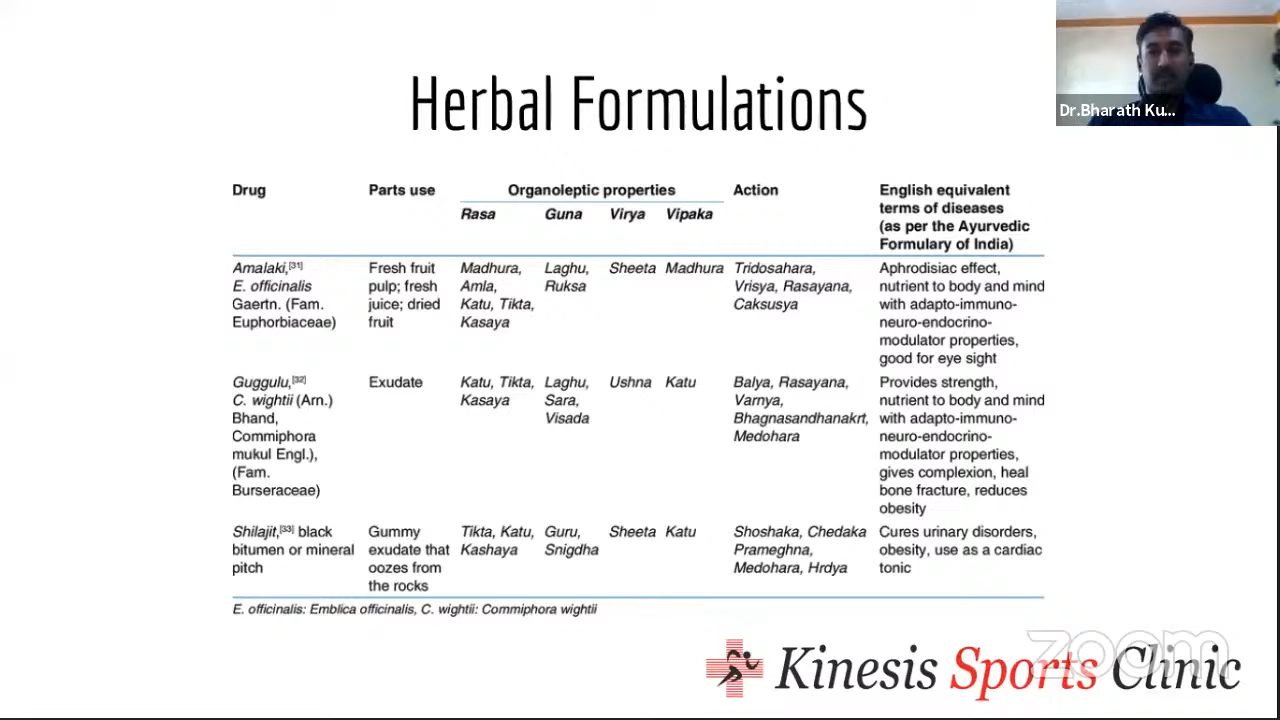 Herbal Formulations
Dr.Bharath Ku...
Drug Parts use Organoleptic properties Action English equivalent
terms of diseases
(as per the Ayurvedic
Formulary of India)
Rasa Guna Virya Vipaka
Amalaki,[31] Fresh fruit Madhura, Laghu, Sheeta Madhura Tridosahara, Aphrodisiac effect,
E. officinalis pulp; fresh Amla, Ruksa Vrisya, Rasayana, nutrient to body and mind
Gaertn. (Fam. juice; dried Katu, Tikta, Caksusya with adapto-immuno-
Euphorbiaceae) fruit Kasaya neuro-endocrino-
modulator properties,
good for eye sight
Guggulu,[32] Exudate Katu, Tikta, Laghu, Ushna Katu Balya, Rasayana, Provides strength,
C. wightii (Arn.) Kasaya Sara, Varnya, nutrient to body and mind
Bhand, Visada Bhagnasandhanakrt, with adapto-immuno-
Commiphora Medohara neuro-endocrino-
mukul Engl.), modulator properties,
(Fam. gives complexion, heal
Burseraceae) bone fracture, reduces
obesity
Shilajit,[33] black Gummy Tikta, Katu, Guru, Sheeta Katu Shoshaka, Chedaka Cures urinary disorders,
bitumen or mineral exudate that Kashaya Snigdha Prameghna, obesity, use as a cardiac
pitch oozes from Medohara, Hrdya tonic
the rocks
E. officinalis: Emblica officinalis, C. wightii: Commiphora wightii
zoom
Kinesis Sports Clinic